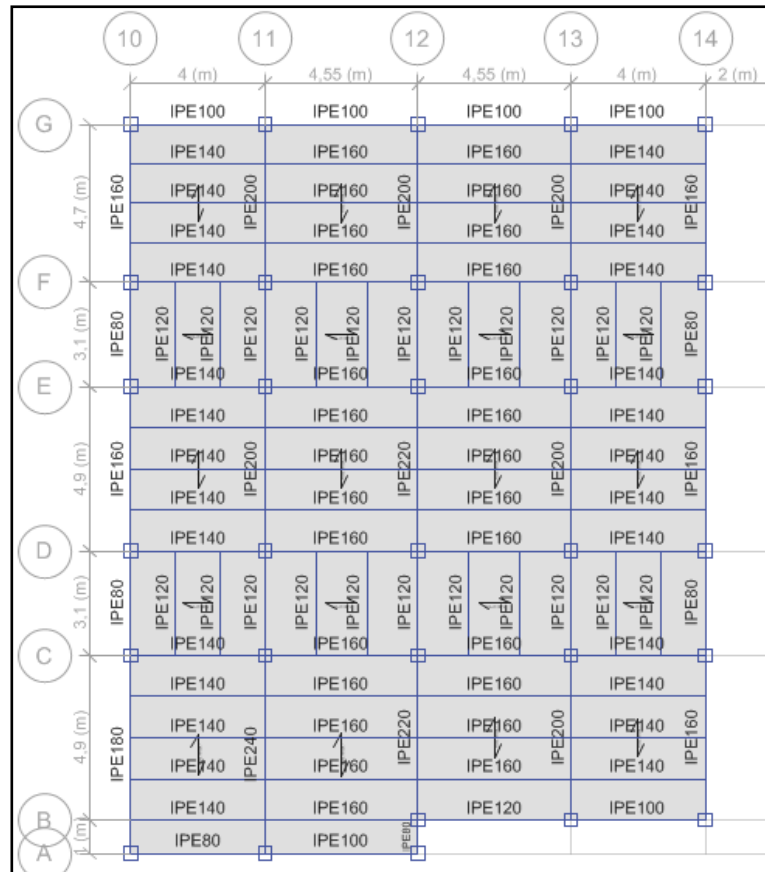 10 11 12 13 14
4 (m) 4,55 (m) 4,55 (m) 4 (m) 2 (m)
G
IPE100 IPE100 IPE100 IPE100
IPE140 IPE160 IPE160 IPE140
4,7 (m) IPE160 IPE140 IPE200 IPE160 IPE200 IPE160 IPE200 IPE140 IPE160
IPE140 IPE160 IPE160 IPE140
F
IPE140 IPE160 IPE160 IPE140
3,1 (m) IPE80 IPE120 IPE120 IPE120 IPE120 IPE120 IPE120 IPE120 IPE120 IPE120 IPE120 IPE120 IPE80
E
IPE140 IPE160 IPE160 IPE140
IPE140 IPE160 IPE160 IPE140
4,9 (m) IPE160 IPE140 IPE200 IPE160 IPE220 IPE160 IPE200 IPE140 IPE160
IPE140 IPE160 IPE160 IPE140
D
IPE140 IPE160 IPE160 IPE140
3,1 (m) IPE80 IPE120 IPE120 IPE120 IPE120 IPE120 IPE120 IPE120 IPE120 IPE120 IPE120 IPE120 IPE80
C
IPE140 IPE160 IPE160 IPE140
IPE140 IPE160 IPE160 IPE140
4,9 (m) IPE180 IPE140 IPE240 IPE160 IPE220 IPE160 IPE200 IPE140 IPE160
IPE140 IPE160 IPE160 IPE140
IPE140 IPE160 IPE120 IPE100
B
1 (m) IPE80 IPE100 IPE80
A